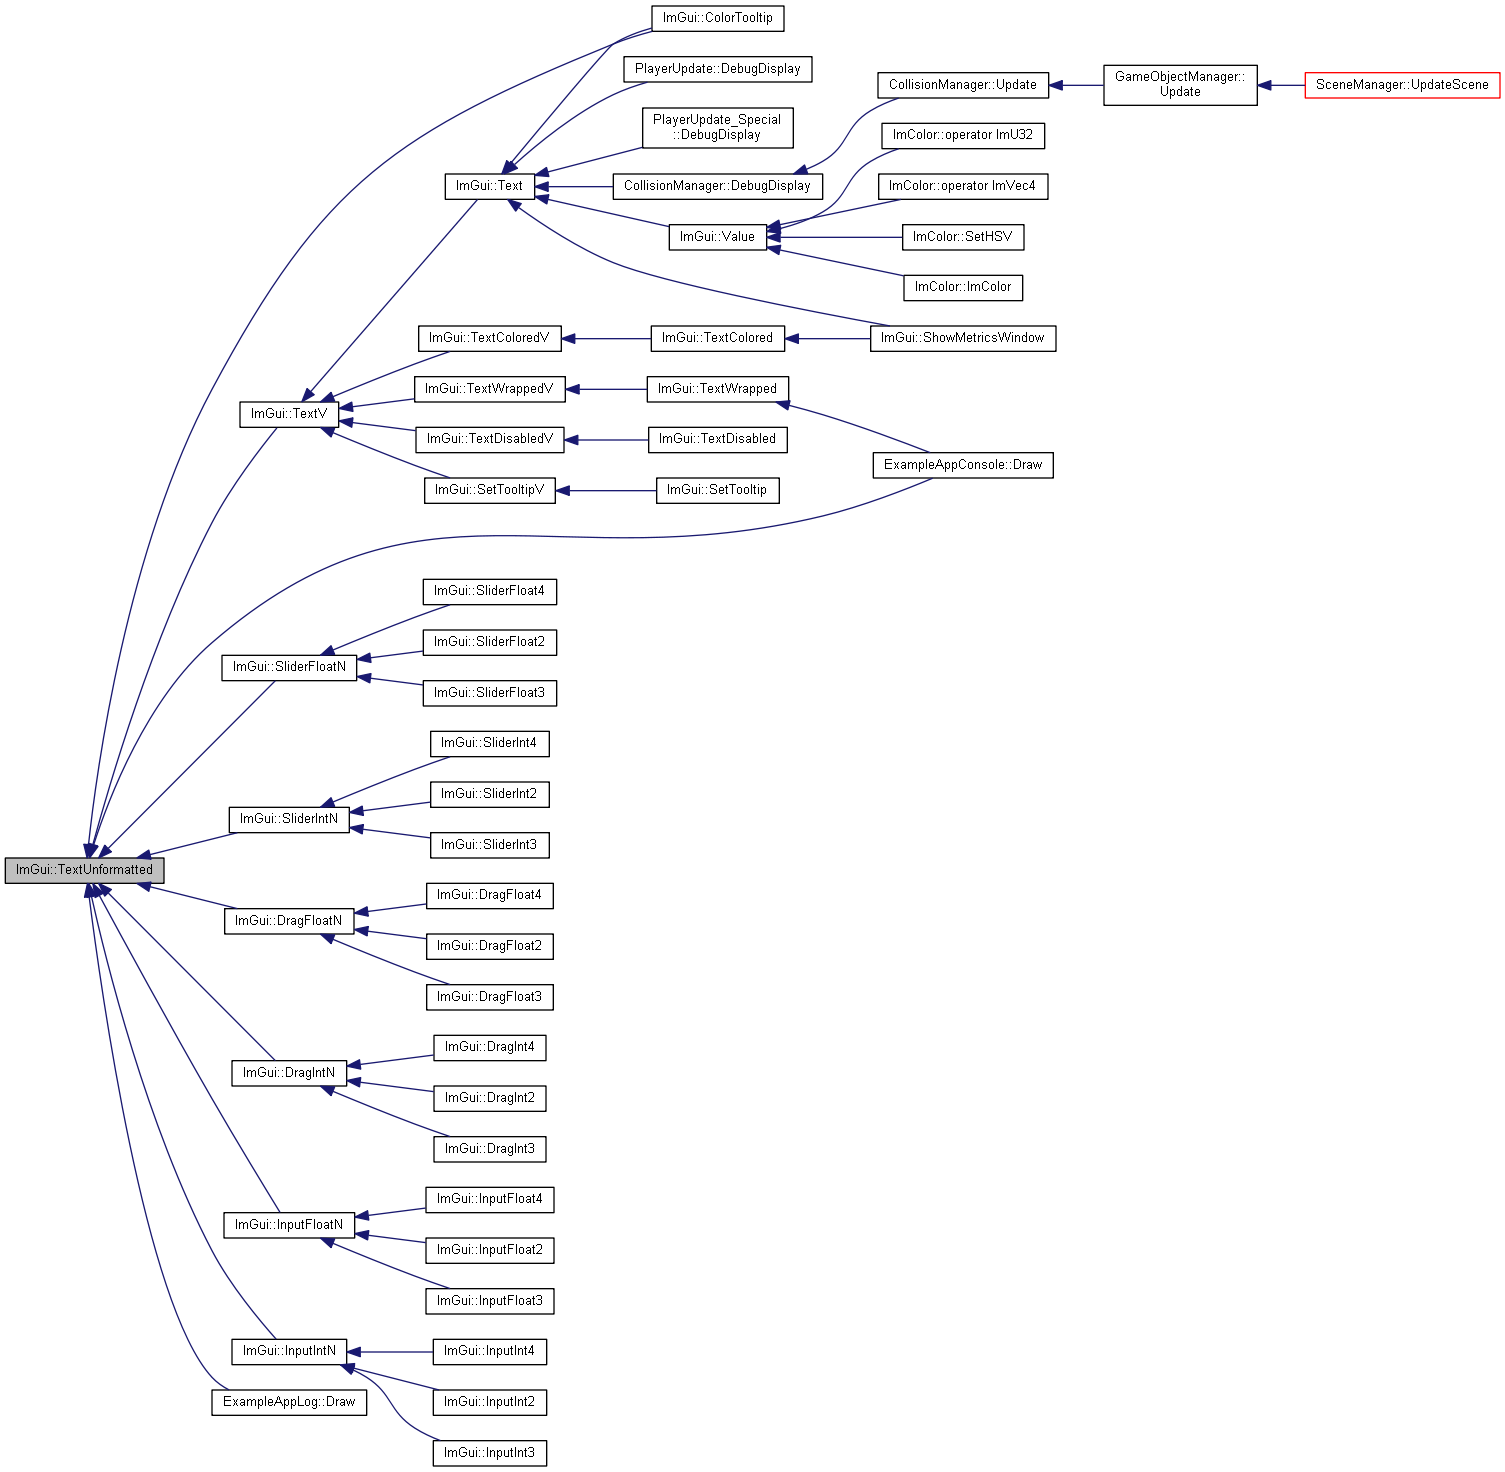 ImGui::ColorTooltip
PlayerUpdate::DebugDisplay
CollisionManager::Update
GameObjectManager::
Update
SceneManager::UpdateScene
PlayerUpdate_Special
::DebugDisplay
ImColor::operator ImU32
ImGui::Text
CollisionManager::DebugDisplay
ImColor::operator ImVec4
ImGui::Value
ImColor::SetHSV
ImColor::ImColor
ImGui::TextColoredV
ImGui::TextColored
ImGui::ShowMetricsWindow
ImGui::TextWrappedV
ImGui::TextWrapped
ImGui::TextV
ImGui::TextDisabledV
ImGui::TextDisabled
ExampleAppConsole::Draw
ImGui::SetTooltipV
ImGui::SetTooltip
ImGui::SliderFloat4
ImGui::SliderFloat2
ImGui::SliderFloatN
ImGui::SliderFloat3
ImGui::SliderInt4
ImGui::SliderInt2
ImGui::SliderIntN
ImGui::SliderInt3
ImGui::TextUnformatted
ImGui::DragFloat4
ImGui::DragFloatN
ImGui::DragFloat2
ImGui::DragFloat3
ImGui::DragInt4
ImGui::DragIntN
ImGui::DragInt2
ImGui::DragInt3
ImGui::InputFloat4
ImGui::InputFloatN
ImGui::InputFloat2
ImGui::InputFloat3
ImGui::InputIntN
ImGui::InputInt4
ExampleAppLog::Draw
ImGui::InputInt2
ImGui::InputInt3